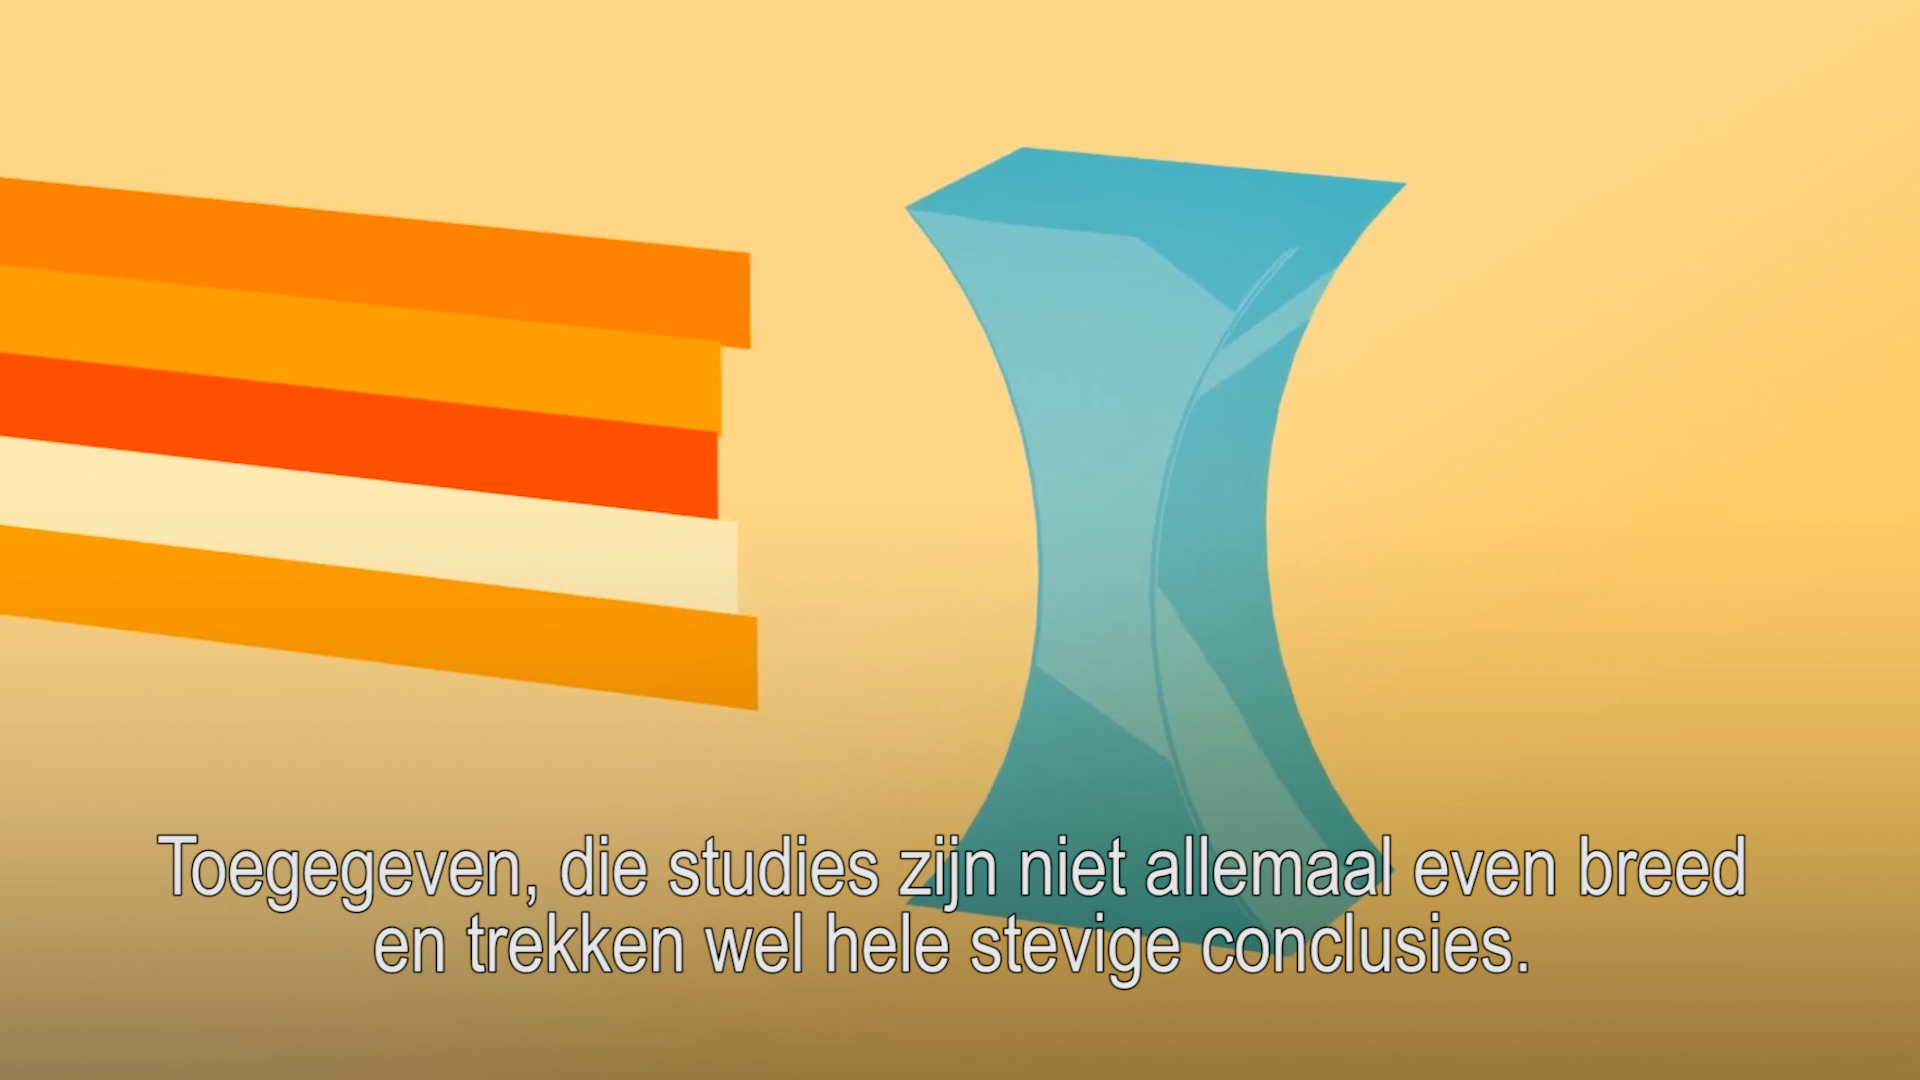 Toegegeven, die studies zijn niet allemaal even breed
en trekken wel hele stevige conclusies.